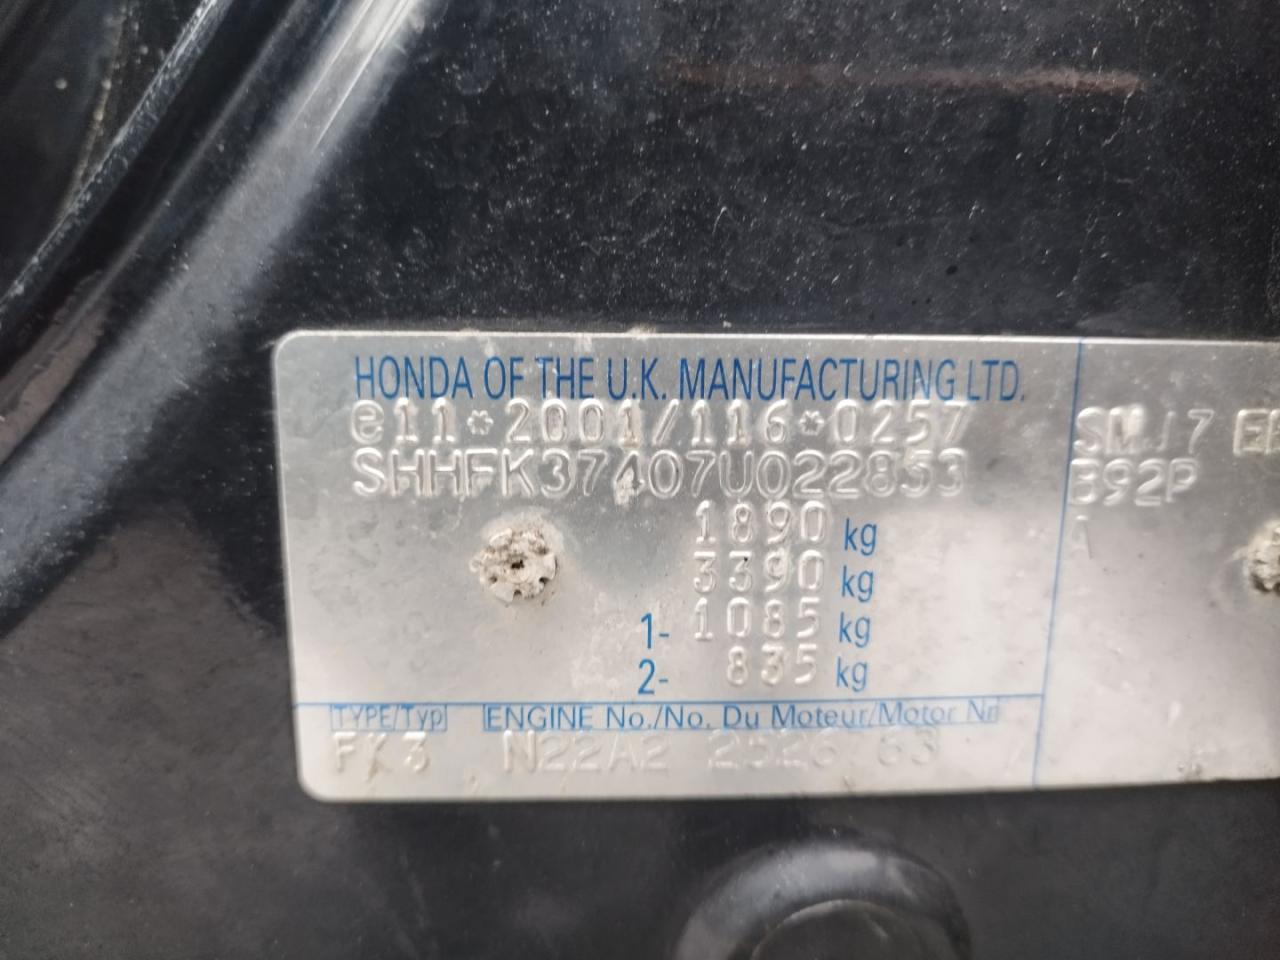 HONDA OF THE U.K. MANUFACTURING LTD.
e11*2001/116*0257
SHHFK37407U022853
1890 kg
3390 kg
1- 1085 kg
2- 835 kg
TYPE/Typ ENGINE No./No. Du Moteur/Motor Nr
FK3 N22A2
B92P
A